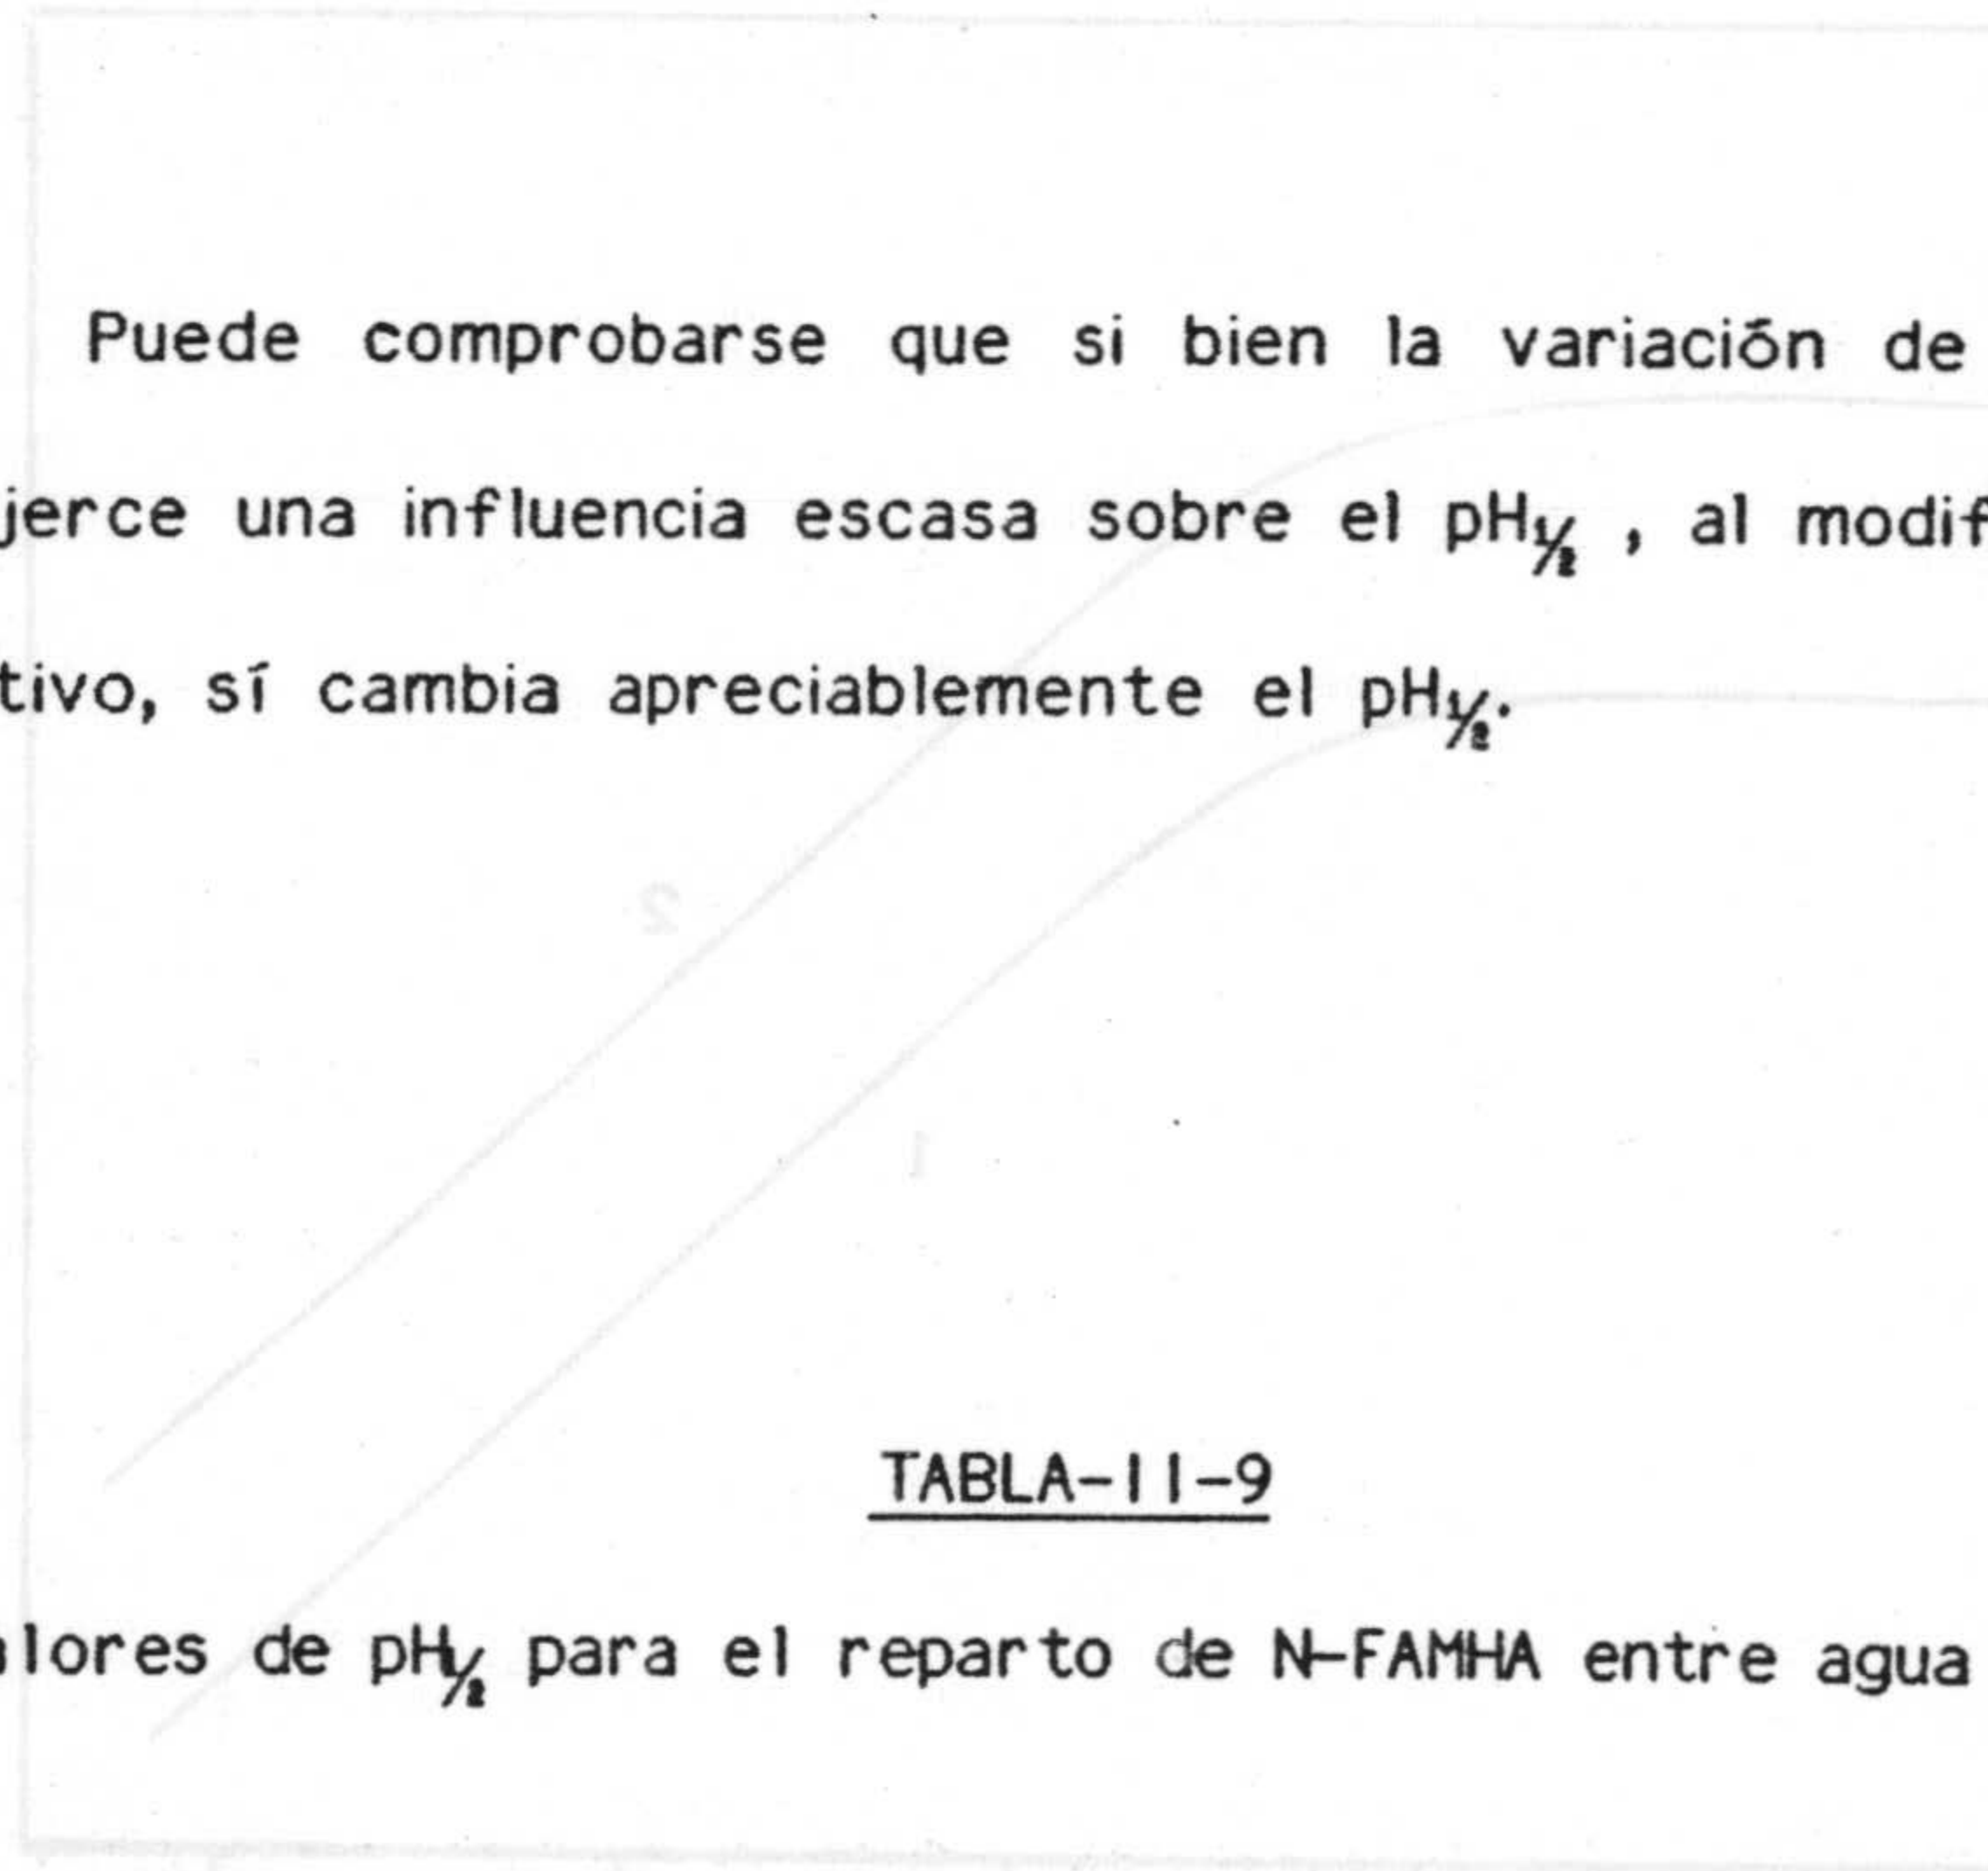 Puede comprobarse que si bien la variación de
jerce una influencia escasa sobre el pH½ , al modif
tivo, sí cambia apreciablemente el pH½.
2
1
TABLA-II-9
lores de pH½ para el reparto de N-FAMHA entre agua